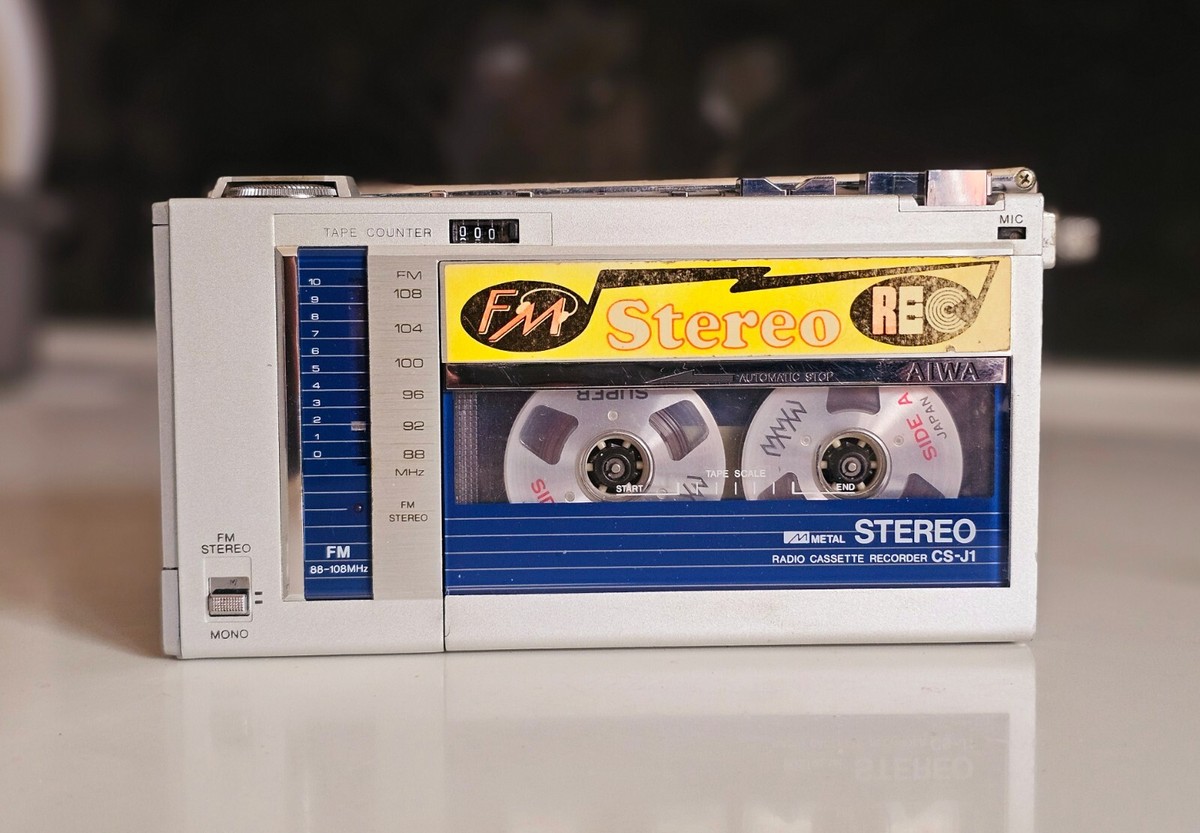 MIC
TAPE COUNTER 000
10
9
8
7
6
5
4
3
2
1
0
FM
108
104
100
96
92
88
MHz
FM
STEREO
FM
88-108MHz
FM Stereo REC
AUTOMATIC STOP
AIWA
SUPER
SIDE A
JAPAN
TAPE SCALE
START
END
METAL STEREO
RADIO CASSETTE RECORDER CS-J1
FM
STEREO
MONO